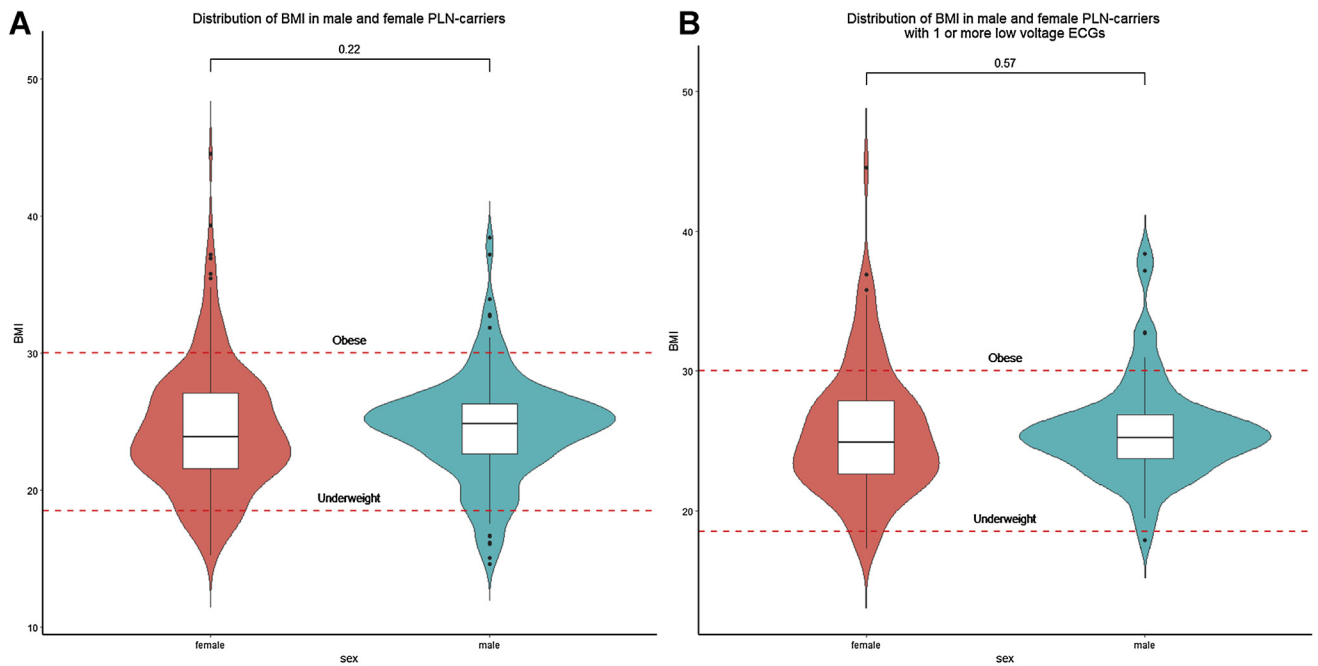 A
Distribution of BMI in male and female PLN-carriers
0.22
50
40
30
20
10
BMI
Obese
Underweight
female
male
sex
B
Distribution of BMI in male and female PLN-carriers
with 1 or more low voltage ECGs
0.57
50
40
30
20
BMI
Obese
Underweight
female
male
sex